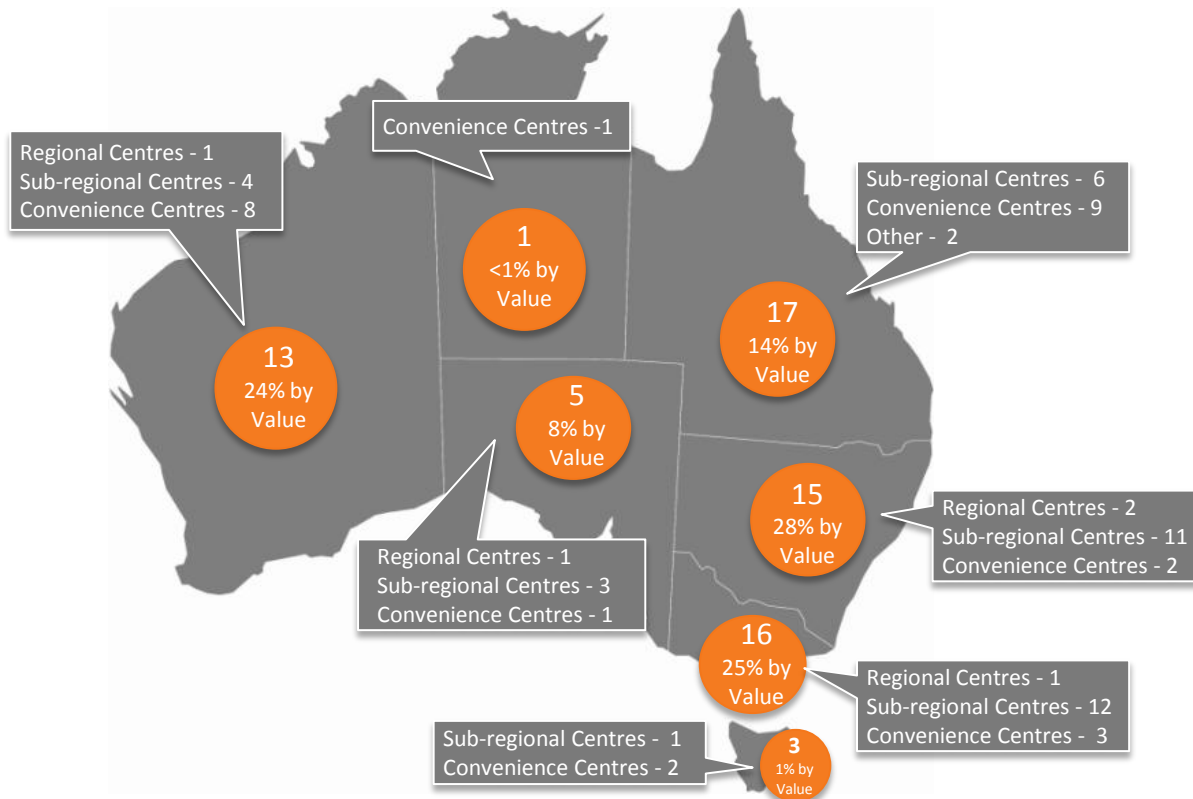 Convenience Centres -1
Regional Centres - 1
Sub-regional Centres - 4
Convenience Centres - 8
Sub-regional Centres - 6
Convenience Centres - 9
Other - 2
1
<1% by
Value
17
14% by
Value
13
24% by
Value
5
8% by
Value
15
28% by
Value
Regional Centres - 2
Sub-regional Centres - 11
Convenience Centres - 2
Regional Centres - 1
Sub-regional Centres - 3
Convenience Centres - 1
16
25% by
Value
Regional Centres - 1
Sub-regional Centres - 12
Convenience Centres - 3
Sub-regional Centres - 1
Convenience Centres - 2
3
1% by
Value